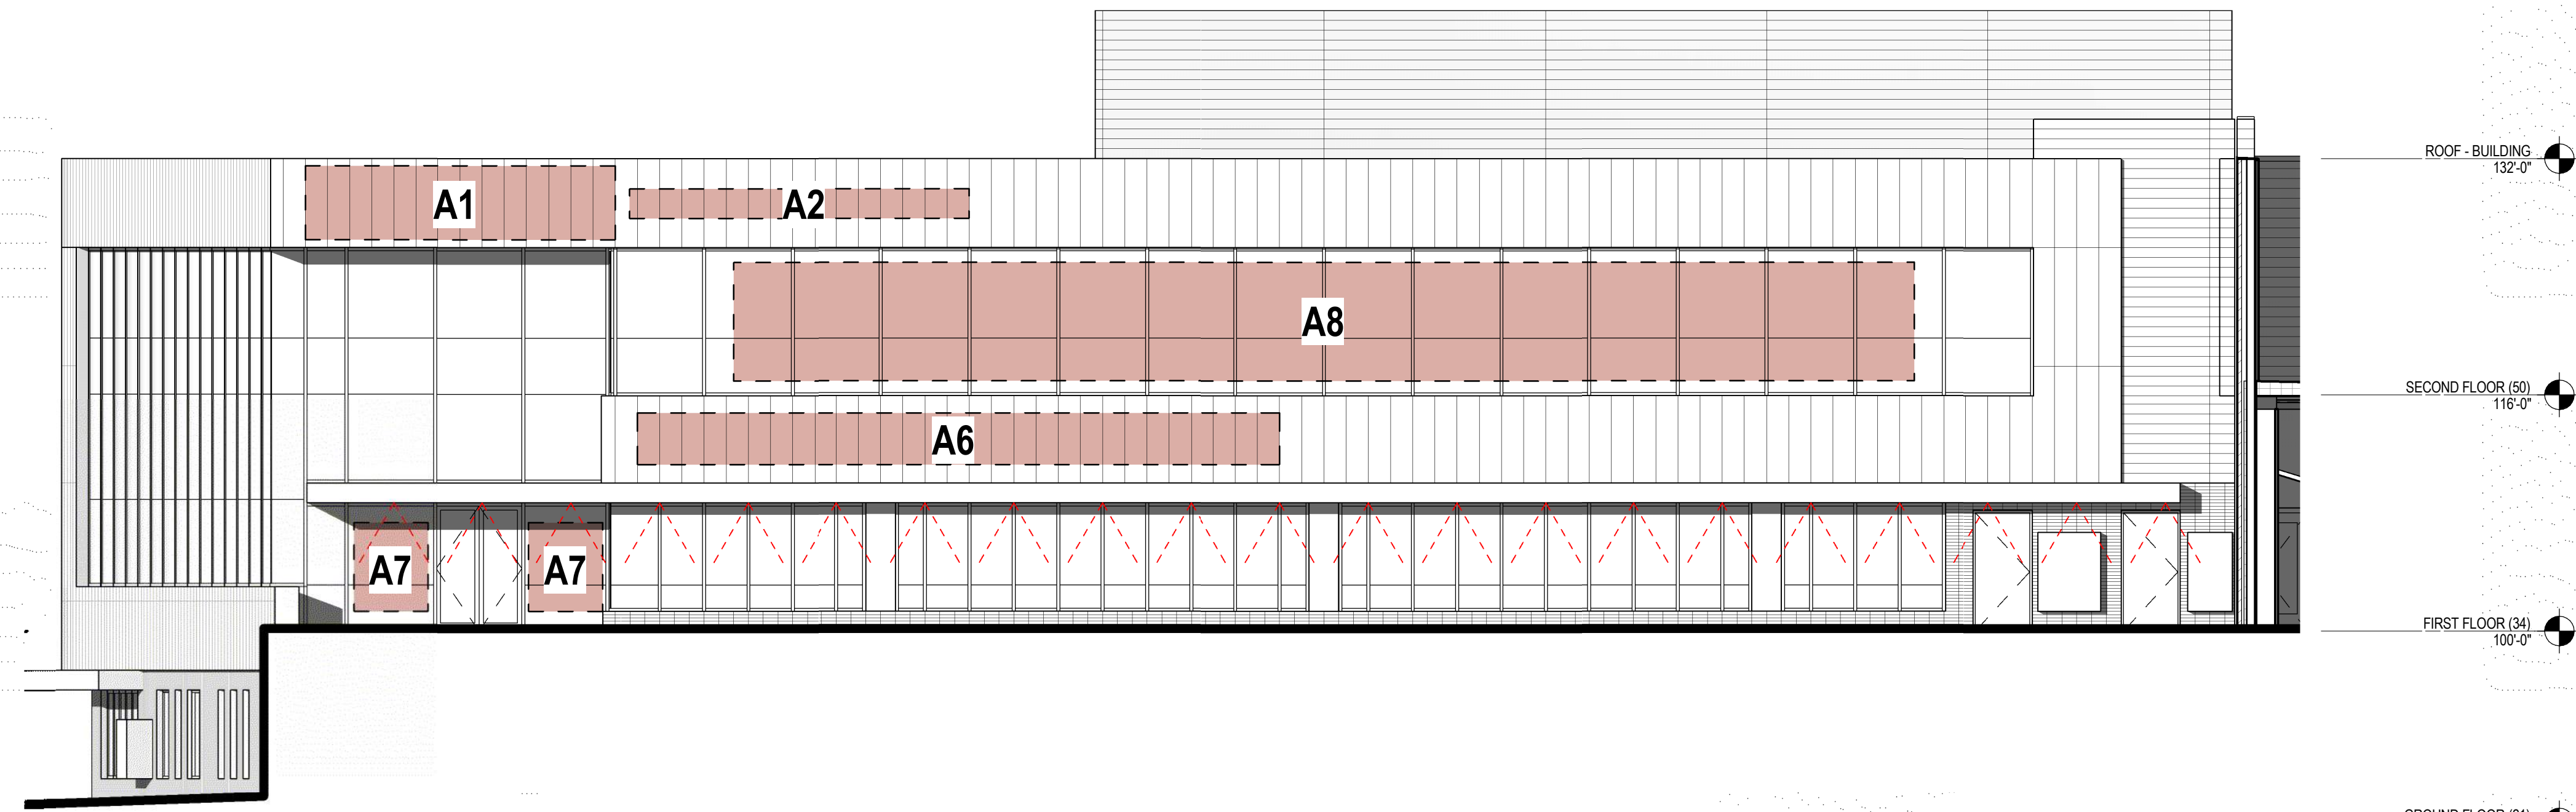 ROOF - BUILDING
132'-0"
A1
A2
A8
SECOND FLOOR (50)
116'-0"
A6
A7
A7
FIRST FLOOR (34)
100'-0"